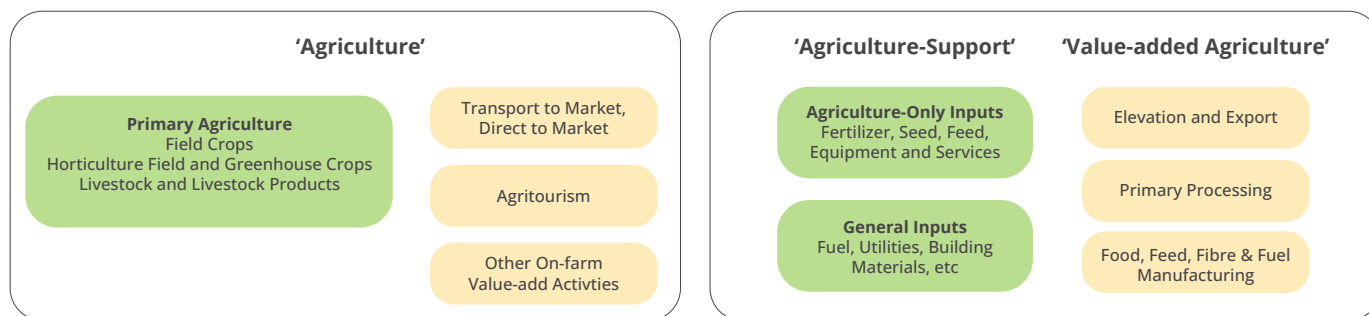 ‘Agriculture’
Primary Agriculture
Field Crops
Horticulture Field and Greenhouse Crops
Livestock and Livestock Products
Transport to Market,
Direct to Market
Agritourism
Other On-farm
Value-add Activties
‘Agriculture-Support’
Agriculture-Only Inputs
Fertilizer, Seed, Feed,
Equipment and Services
General Inputs
Fuel, Utilities, Building
Materials, etc
‘Value-added Agriculture’
Elevation and Export
Primary Processing
Food, Feed, Fibre & Fuel
Manufacturing